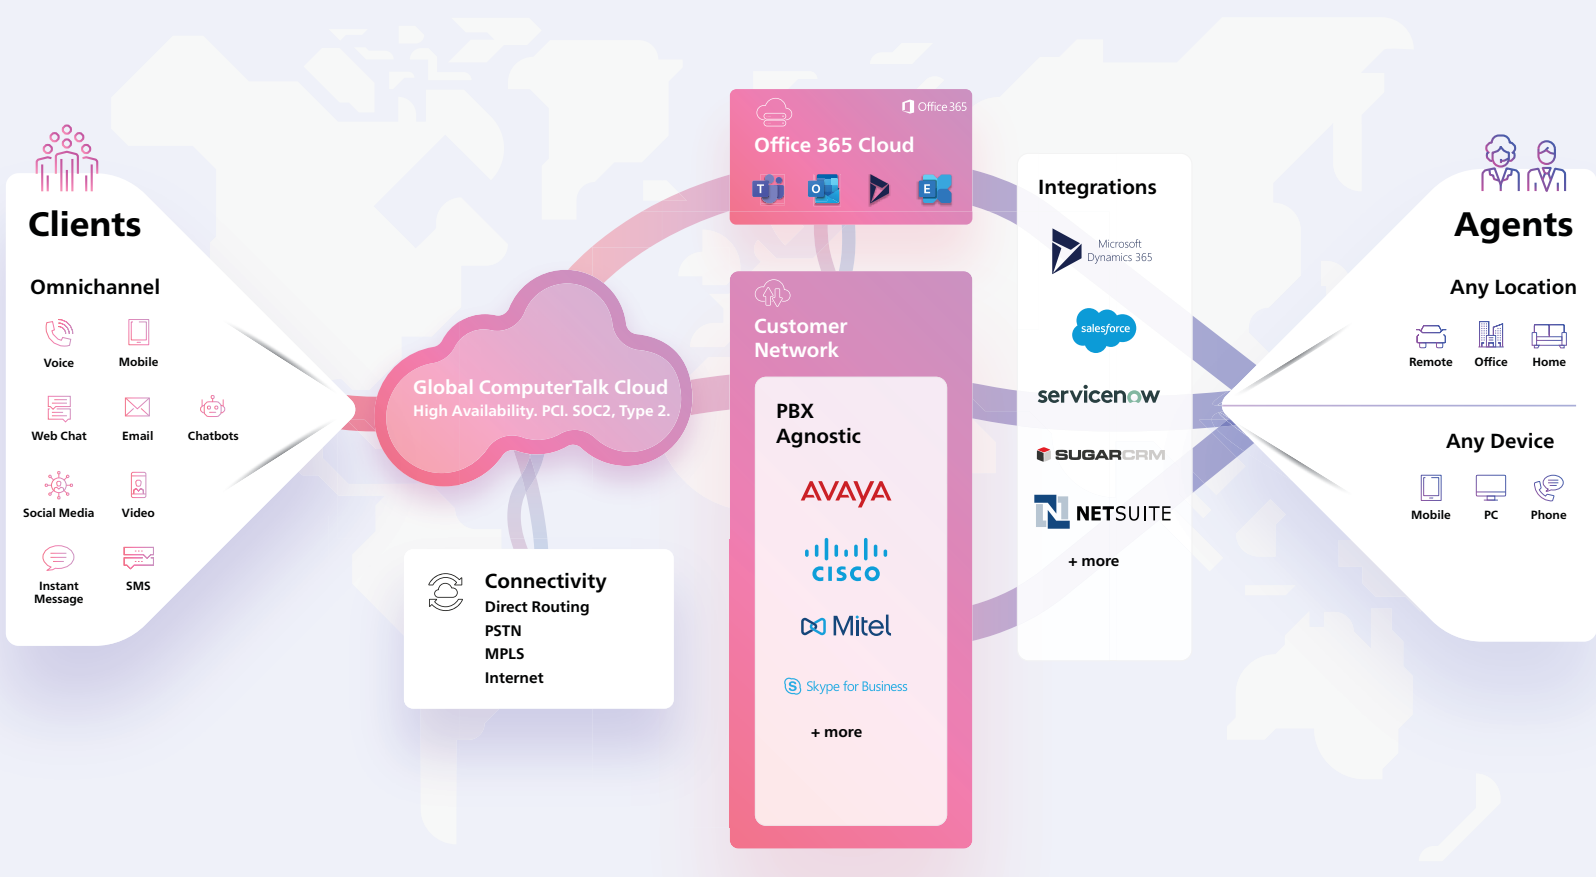 Clients
Omnichannel
Voice
Mobile
Web Chat
Email
Chatbots
Social Media
Video
Instant
Message
SMS
Global ComputerTalk Cloud
High Availability. PCI. SOC2, Type 2.
Connectivity
Direct Routing
PSTN
MPLS
Internet
Office 365
Office 365 Cloud
T
O
E
Customer
Network
PBX
Agnostic
AVAYA
CISCO
Mitel
S Skype for Business
+ more
Integrations
Microsoft
Dynamics 365
salesforce
servicenow
SUGARCRM
N NETSUITE
+ more
Agents
Any Location
Remote
Office
Home
Any Device
Mobile
PC
Phone